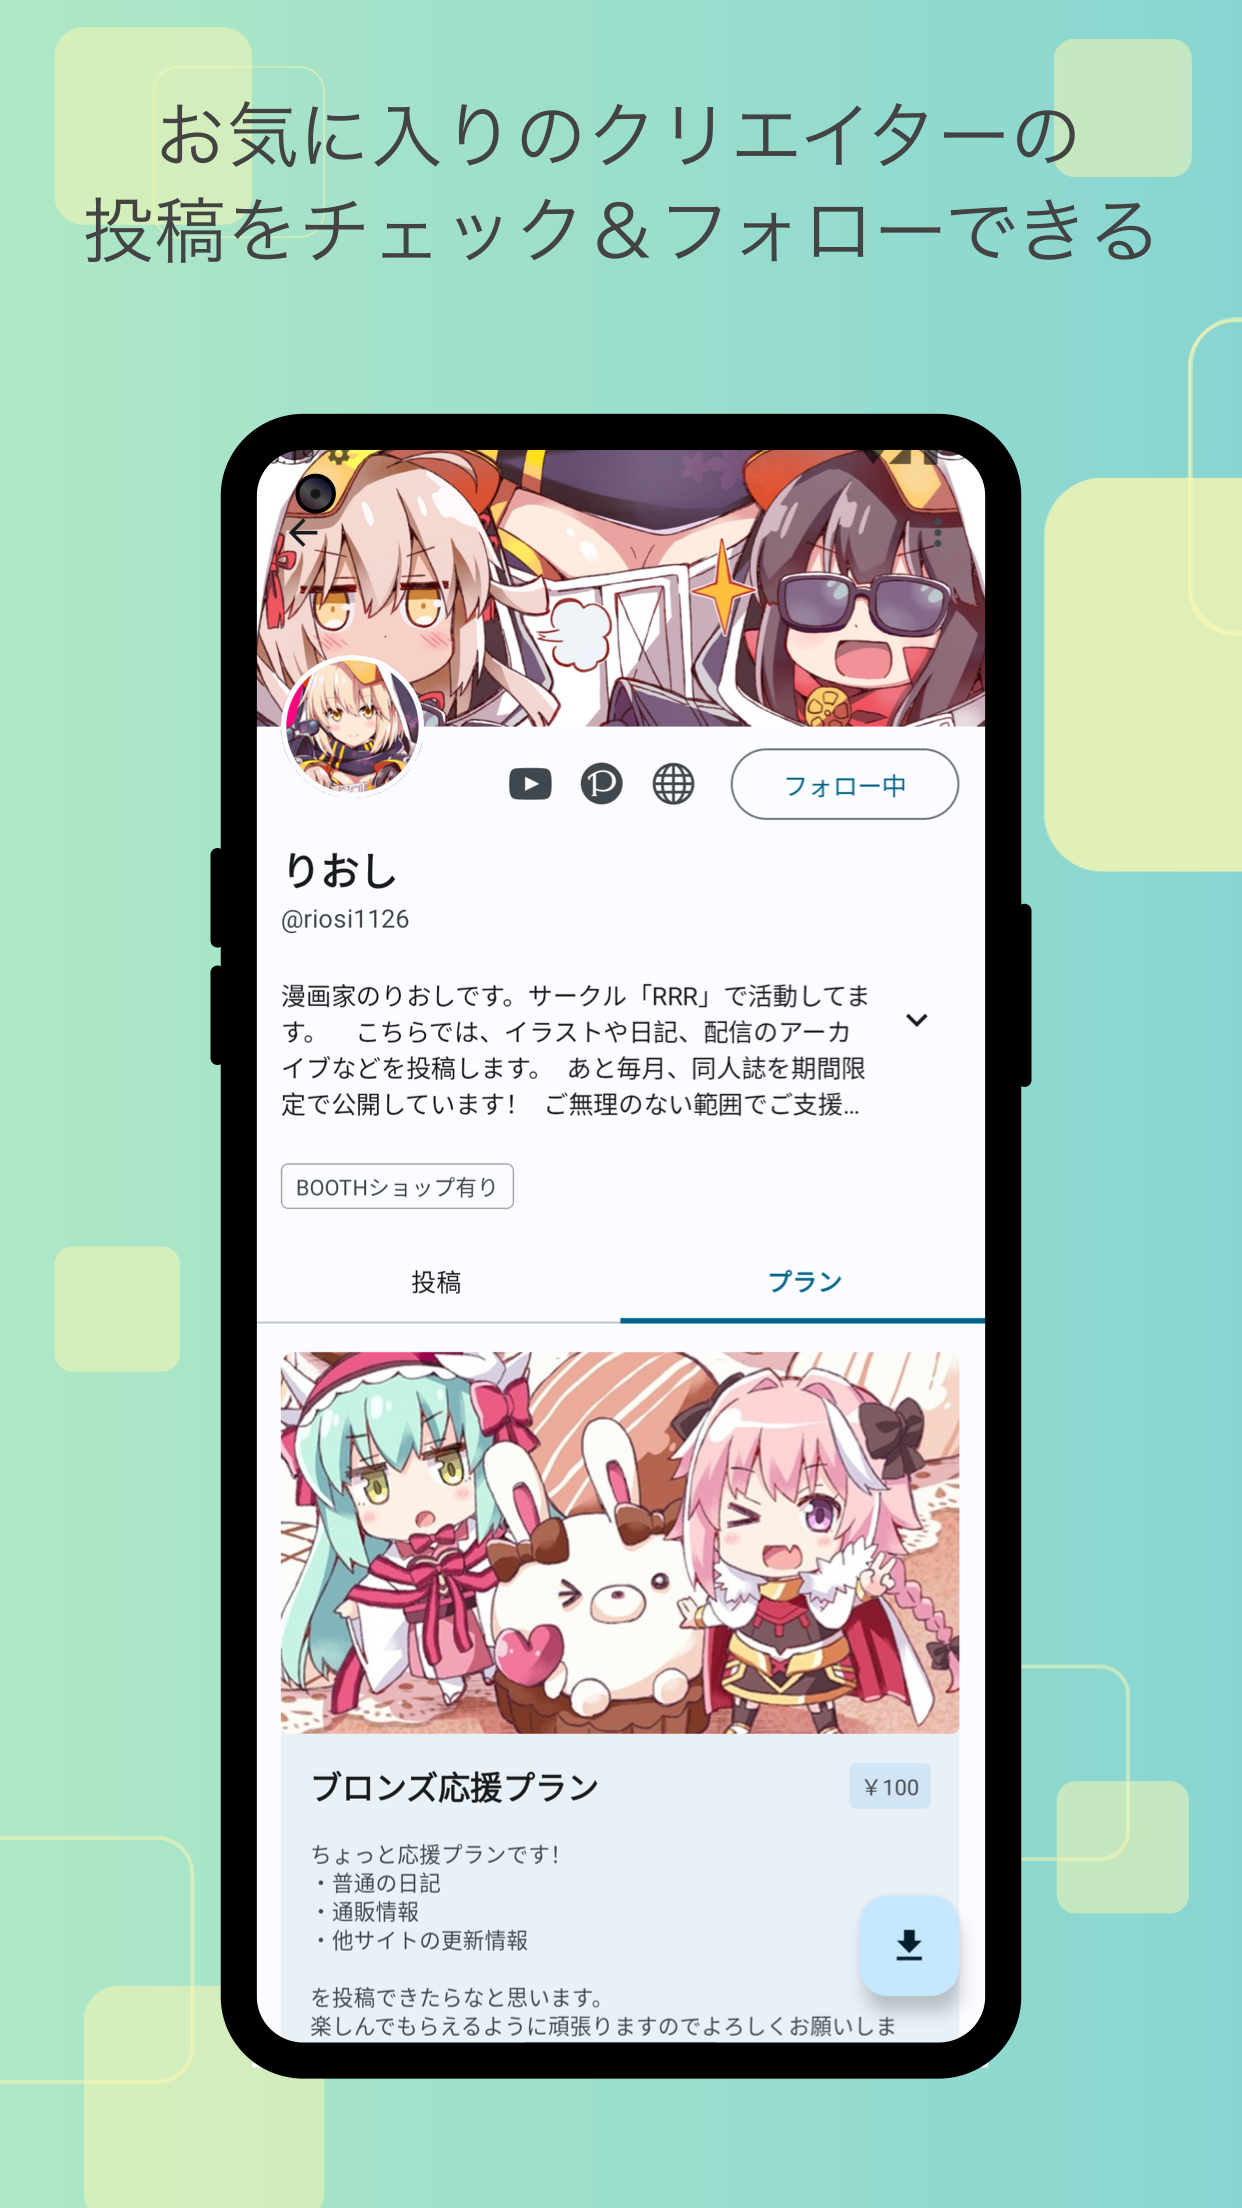 お気に入りのクリエイターの
投稿をチェック＆フォローできる
フォロー中
りおし
@riosi1126
漫画家のりおしです。サークル「RRR」で活動してま
す。　こちらでは、イラストや日記、配信のアーカ
イブなどを投稿します。　あと毎月、同人誌を期間限
定で公開しています！　ご無理のない範囲でご支援…
BOOTHショップ有り
投稿
プラン
ブロンズ応援プラン
￥100
ちょっと応援プランです！
・普通の日記
・通販情報
・他サイトの更新情報
を投稿できたらなと思います。
楽しんでもらえるように頑張りますのでよろしくお願いしま